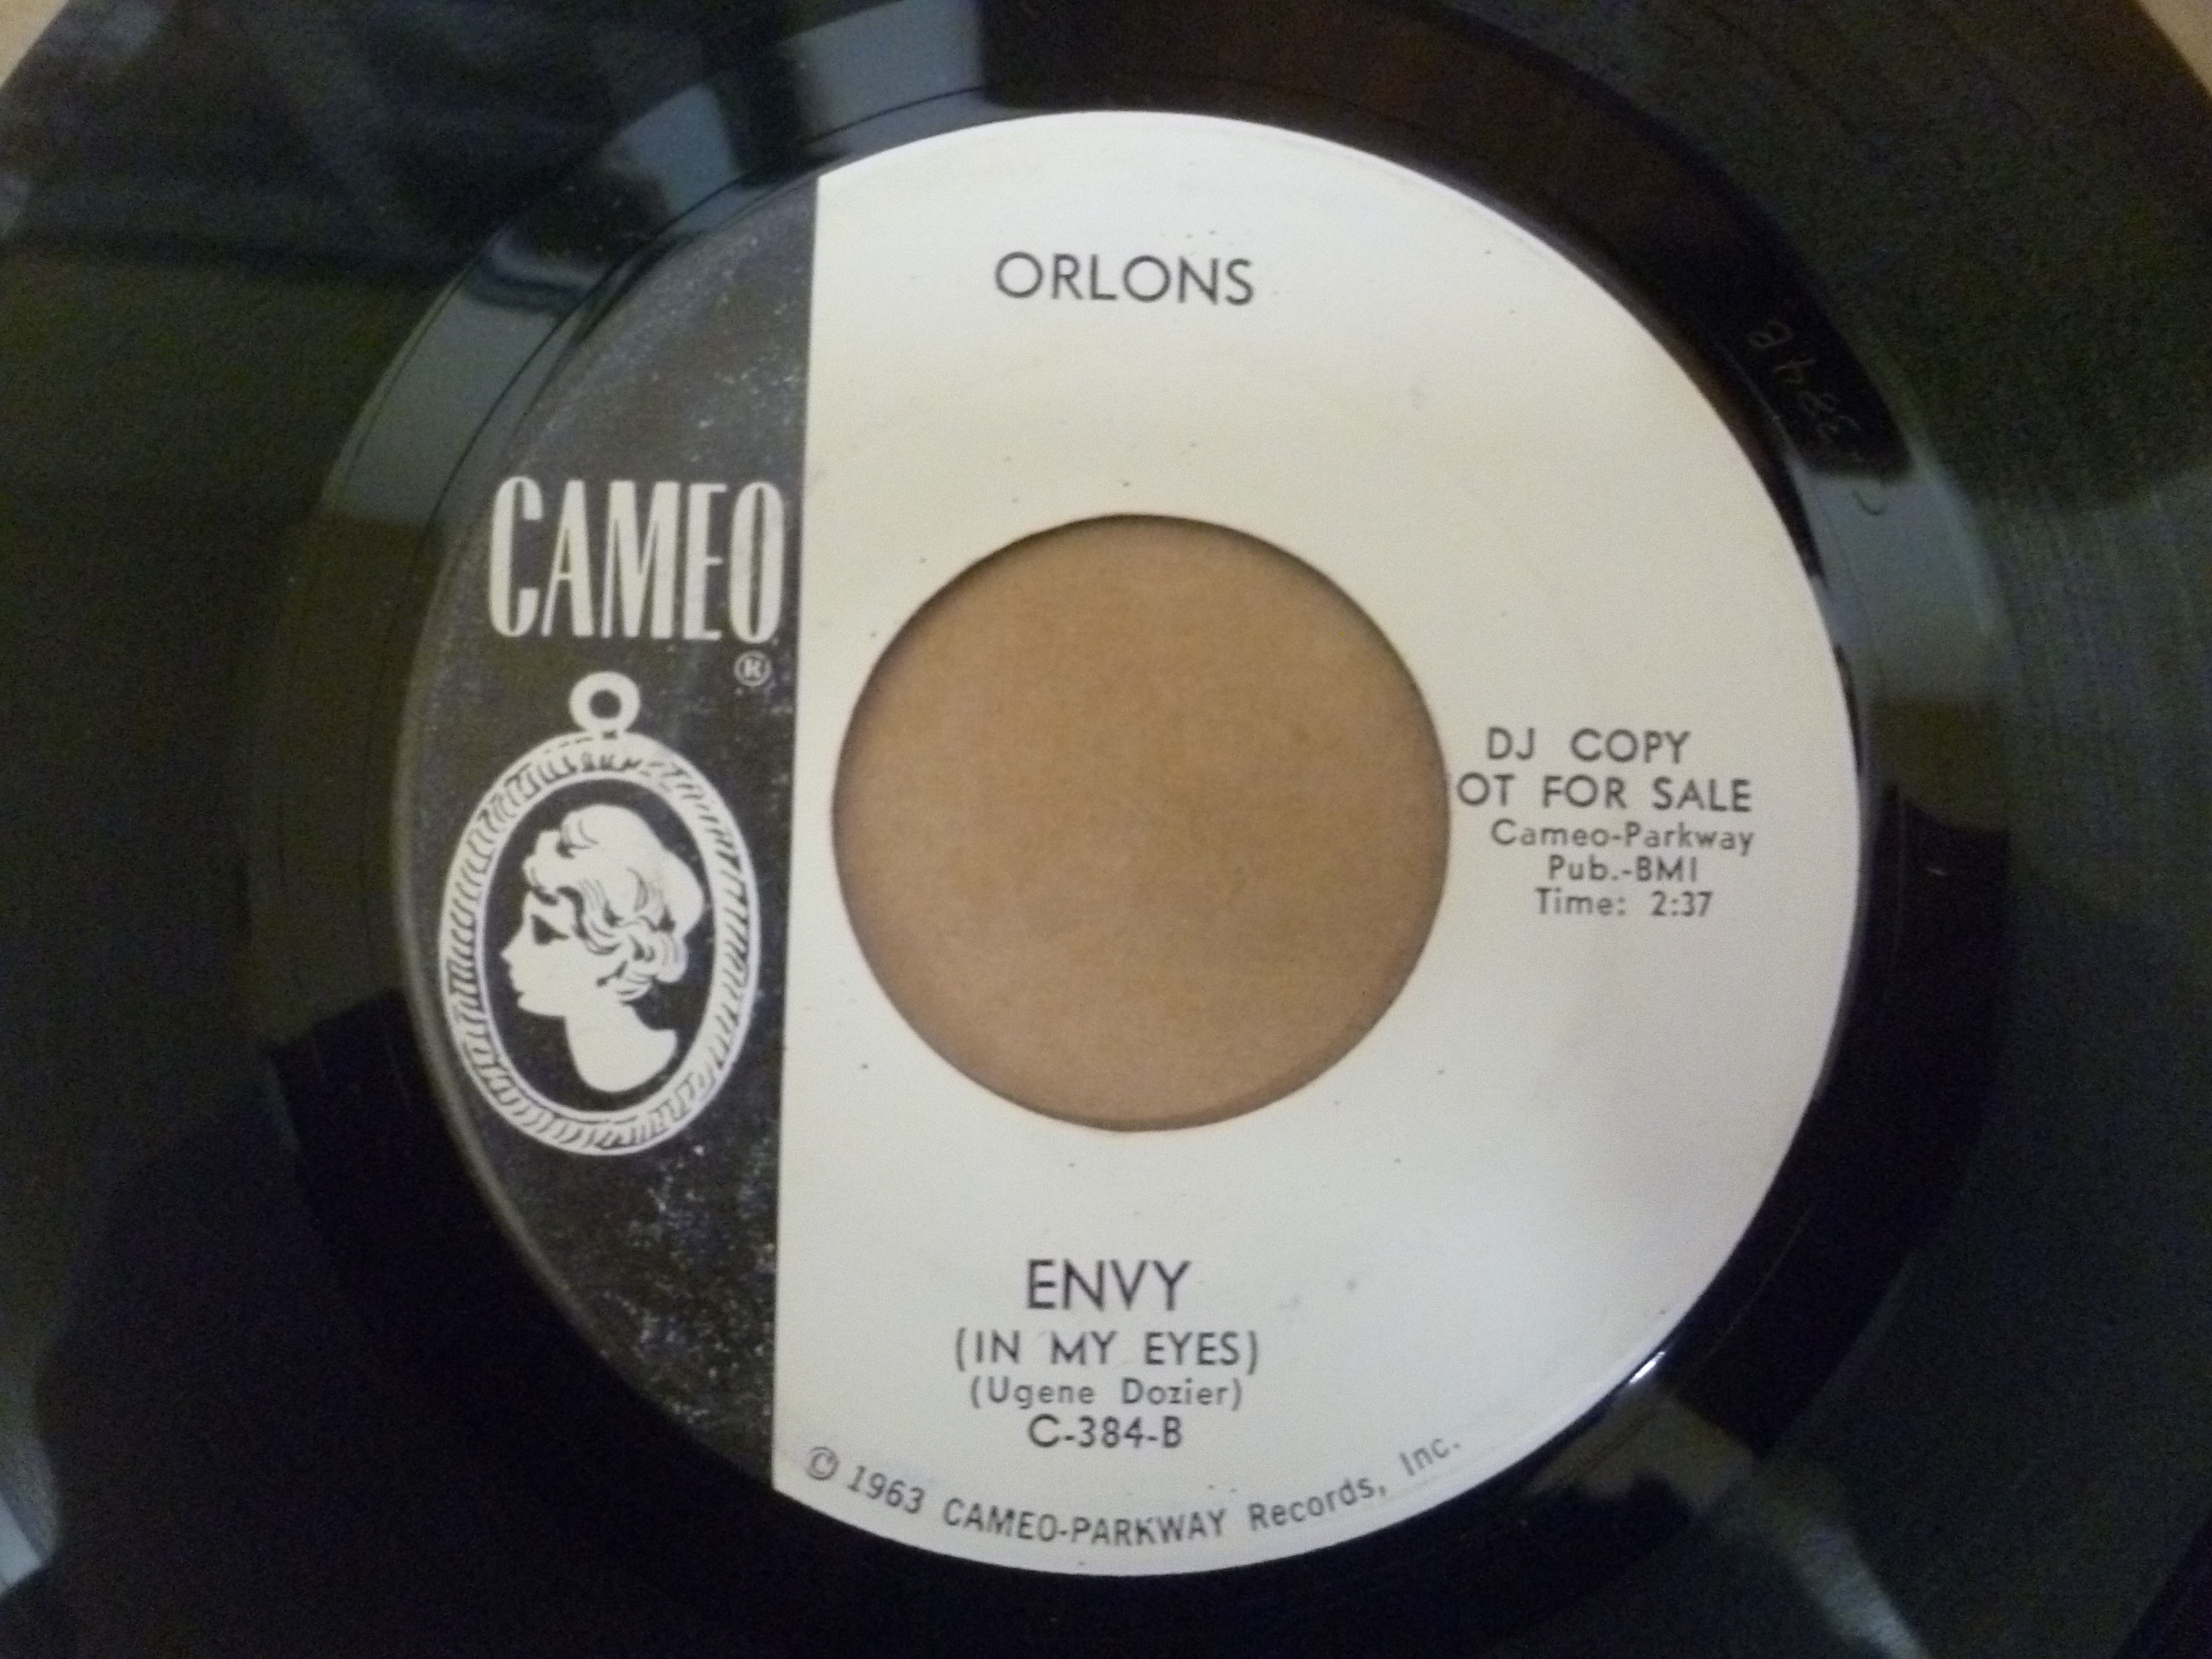 ORLONS
CAMEO
®
DJ COPY
OT FOR SALE
Cameo-Parkway
Pub.-BMI
Time: 2:37
ENVY
(IN MY EYES)
(Ugene Dozier)
C-384-B
© 1963 CAMEO-PARKWAY Records, Inc.